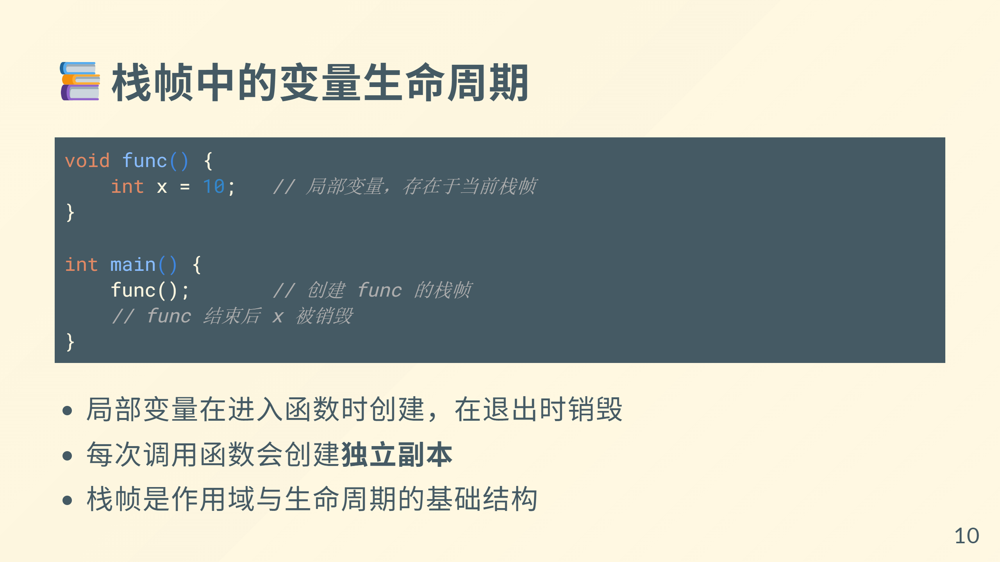 📚 栈帧中的变量生命周期
void func() {
    int x = 10;   // 局部变量，存在于当前栈帧
}

int main() {
    func();       // 创建 func 的栈帧
    // func 结束后 x 被销毁
}
• 局部变量在进入函数时创建，在退出时销毁
• 每次调用函数会创建独立副本
• 栈帧是作用域与生命周期的基础结构
10